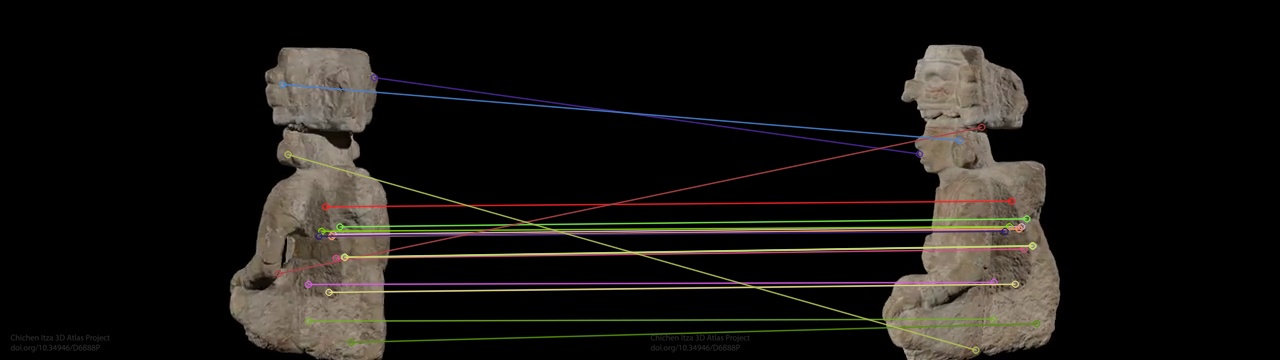 Chichen Itza 3D Atlas Project
doi.org/10.34946/D6B88P
Chichen Itza 3D Atlas Project
doi.org/10.34946/D6B88P